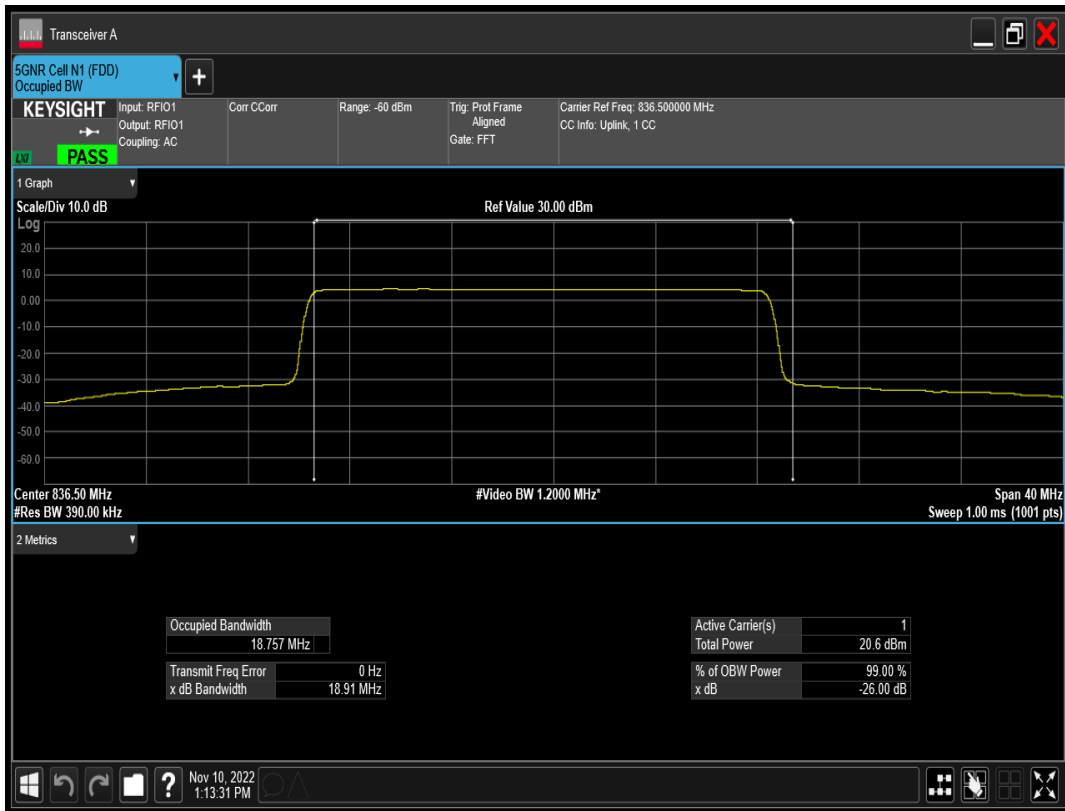 Transceiver A
5GNR Cell N1 (FDD)
Occupied BW
+
KEYSIGHT
LXI
PASS
Input: RFIO1
Output: RFIO1
Coupling: AC
Corr CCorr
Range: -60 dBm
Trig: Prot Frame
Aligned
Gate: FFT
Carrier Ref Freq: 836.500000 MHz
CC Info: Uplink, 1 CC
1 Graph
Scale/Div 10.0 dB
Ref Value 30.00 dBm
Log
20.0
10.0
0.00
-10.0
-20.0
-30.0
-40.0
-50.0
-60.0
Center 836.50 MHz
#Video BW 1.2000 MHz*
Span 40 MHz
#Res BW 390.00 kHz
Sweep 1.00 ms (1001 pts)
2 Metrics
Occupied Bandwidth
18.757 MHz
Transmit Freq Error 0 Hz
x dB Bandwidth 18.91 MHz
Active Carrier(s) 1
Total Power 20.6 dBm
% of OBW Power 99.00 %
x dB -26.00 dB
?
Nov 10, 2022
1:13:31 PM